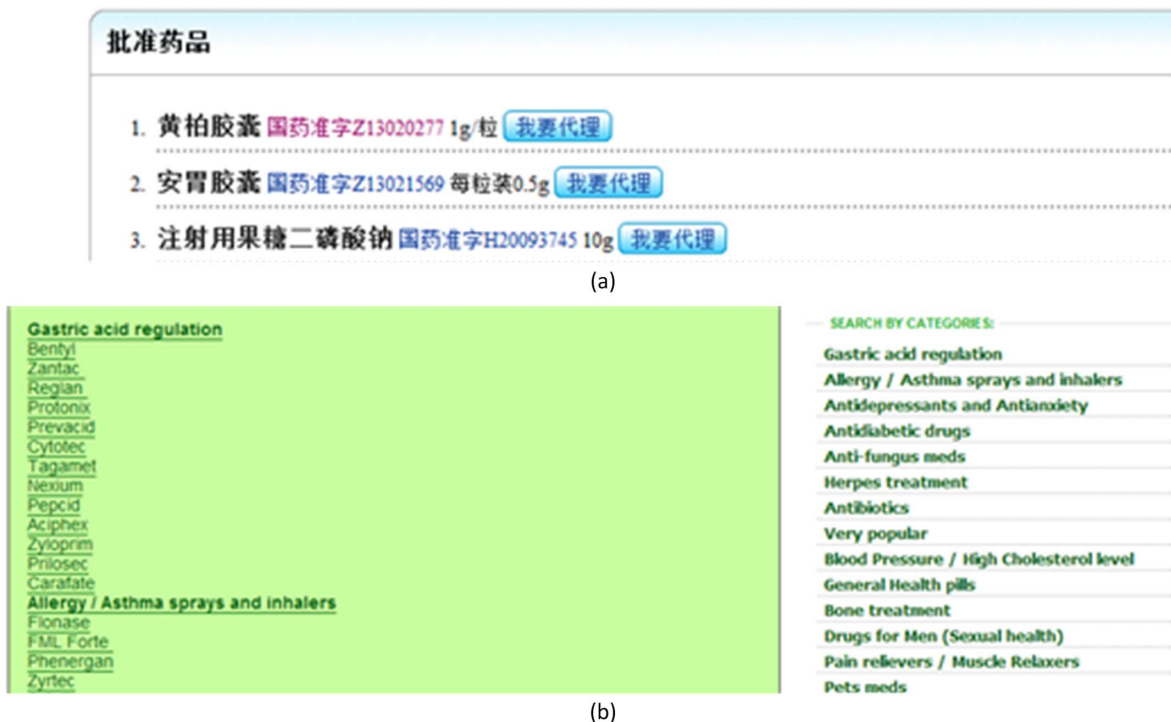 批准药品
1. 黄柏胶囊 国药准字Z13020277 1g/粒 我要代理
2. 安胃胶囊 国药准字Z13021569 每粒装0.5g 我要代理
3. 注射用果糖二磷酸钠 国药准字H20093745 10g 我要代理
(a)
Gastric acid regulation
Bentyl
Zantac
Reglan
Protonix
Prevacid
Cytotec
Tagamet
Nexium
Pepcid
Aciphex
Zyloprim
Prilosec
Carafate
Allergy / Asthma sprays and inhalers
Flonase
FML Forte
Phenergan
Zyrtec
SEARCH BY CATEGORIES:
Gastric acid regulation
Allergy / Asthma sprays and inhalers
Antidepressants and Antianxiety
Antidiabetic drugs
Anti-fungus meds
Herpes treatment
Antibiotics
Very popular
Blood Pressure / High Cholesterol level
General Health pills
Bone treatment
Drugs for Men (Sexual health)
Pain relievers / Muscle Relaxers
Pets meds
(b)